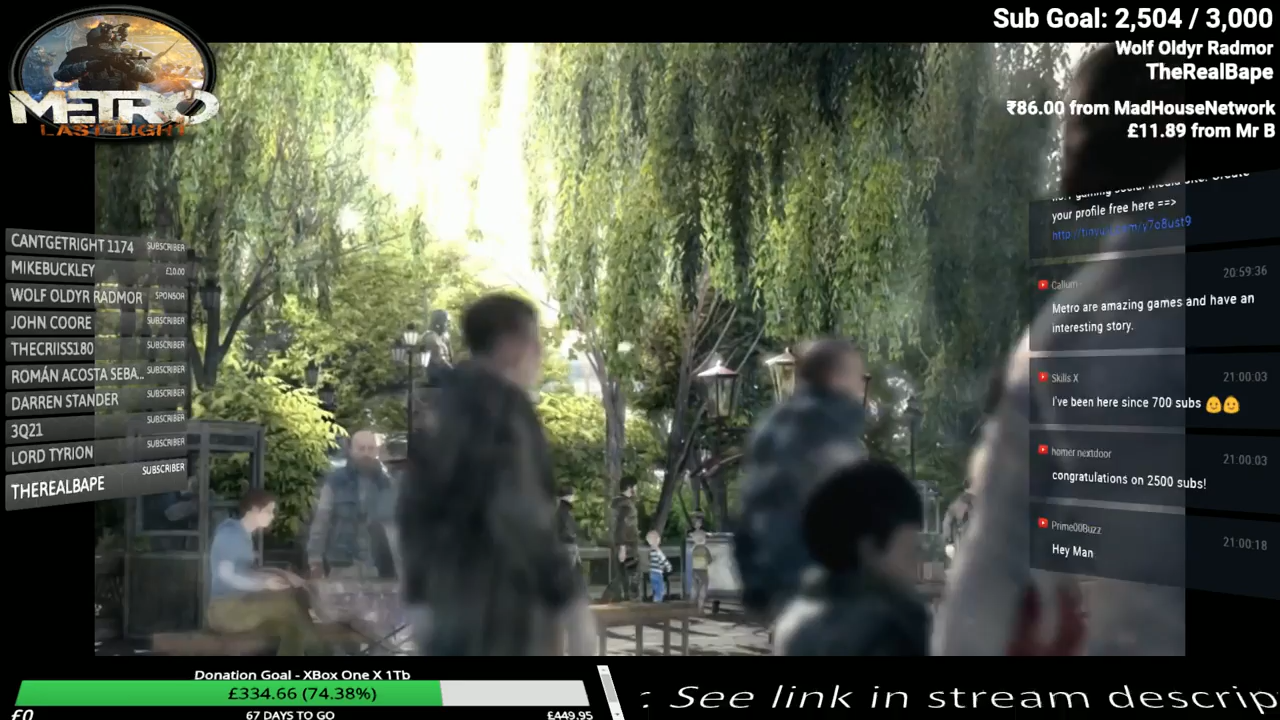 METRO
LAST LIGHT
Sub Goal: 2,504 / 3,000
Wolf Oldyr Radmor
TheRealBape
₹86.00 from MadHouseNetwork
£11.89 from Mr B
CANTGETRIGHT 1174 SUBSCRIBER
MIKEBUCKLEY £10.00
WOLF OLDYR RADMOR SPONSOR
JOHN COORE SUBSCRIBER
THECRIISS180 SUBSCRIBER
ROMÁN ACOSTA SEBA... SUBSCRIBER
DARREN STANDER SUBSCRIBER
3Q21 SUBSCRIBER
LORD TYRION SUBSCRIBER
THEREALBAPE SUBSCRIBER
gaming social media site. Create
your profile free here ==>
Callum 20:59:36
Metro are amazing games and have an
interesting story.
Skills X 21:00:03
I've been here since 700 subs
homer nextdoor 21:00:03
congratulations on 2500 subs!
Prime00Buzz 21:00:18
Hey Man
Donation Goal - XBox One X 1Tb
£334.66 (74.38%)
£0 67 DAYS TO GO £449.95
: See link in stream descrip